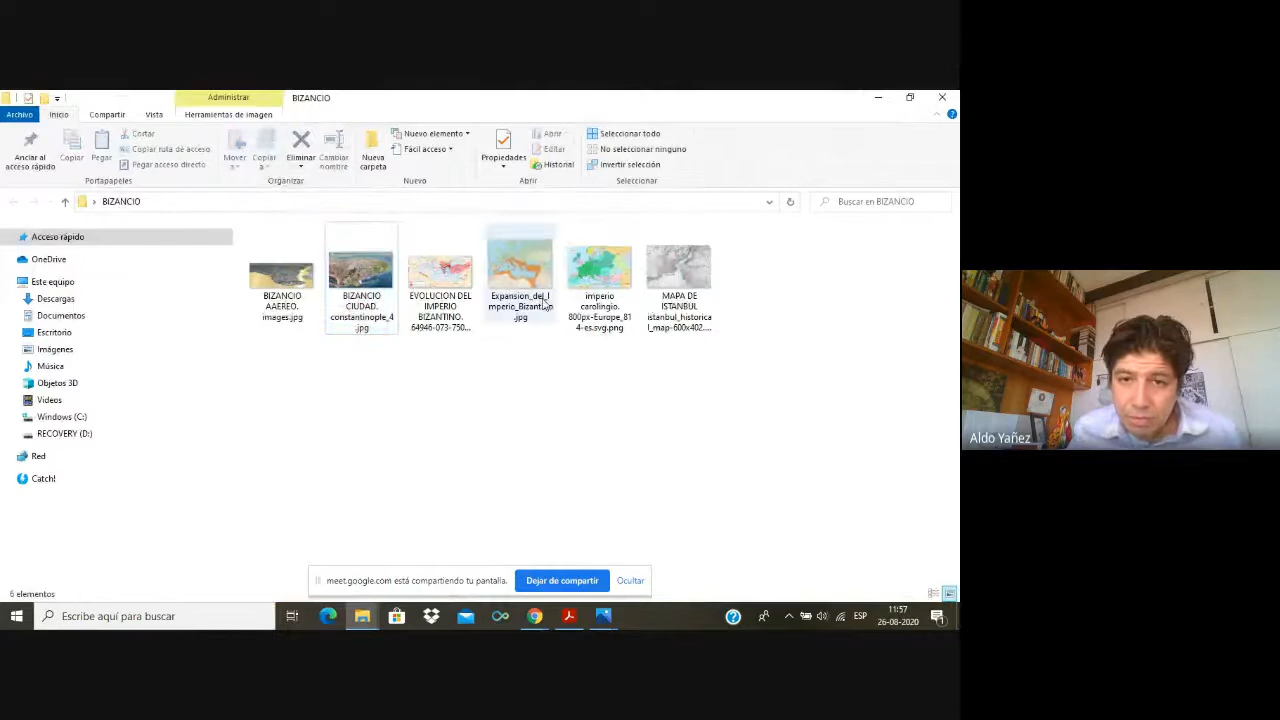 Administrar
BIZANCIO
Archivo
Inicio
Compartir
Vista
Herramientas de imagen
Anclar al
acceso rápido
Copiar
Pegar
Cortar
Copiar ruta de acceso
Pegar acceso directo
Portapapeles
Mover
a
Copiar
a
Eliminar
Cambiar
nombre
Organizar
Nueva
carpeta
Nuevo elemento
Fácil acceso
Nuevo
Propiedades
Abrir
Editar
Historial
Abrir
Seleccionar todo
No seleccionar ninguno
Invertir selección
Seleccionar
BIZANCIO
Buscar en BIZANCIO
Acceso rápido
OneDrive
Este equipo
Descargas
Documentos
Escritorio
Imágenes
Música
Objetos 3D
Videos
Windows (C:)
RECOVERY (D:)
Red
Catch!
BIZANCIO
AAEREO.
images.jpg
BIZANCIO
CIUDAD.
constantinople_4
.jpg
EVOLUCION DEL
IMPERIO
BIZANTINO.
64946-073-750...
Expansion_del_I
mperio_Bizantino
.jpg
imperio
carolingio.
800px-Europe_81
4-es.svg.png
MAPA DE
ISTANBUL
istanbul_historica
l_map-600x402....
Aldo Yañez
meet.google.com está compartiendo tu pantalla.
Dejar de compartir
Ocultar
6 elementos
Escribe aquí para buscar
ESP
11:57
26-08-2020